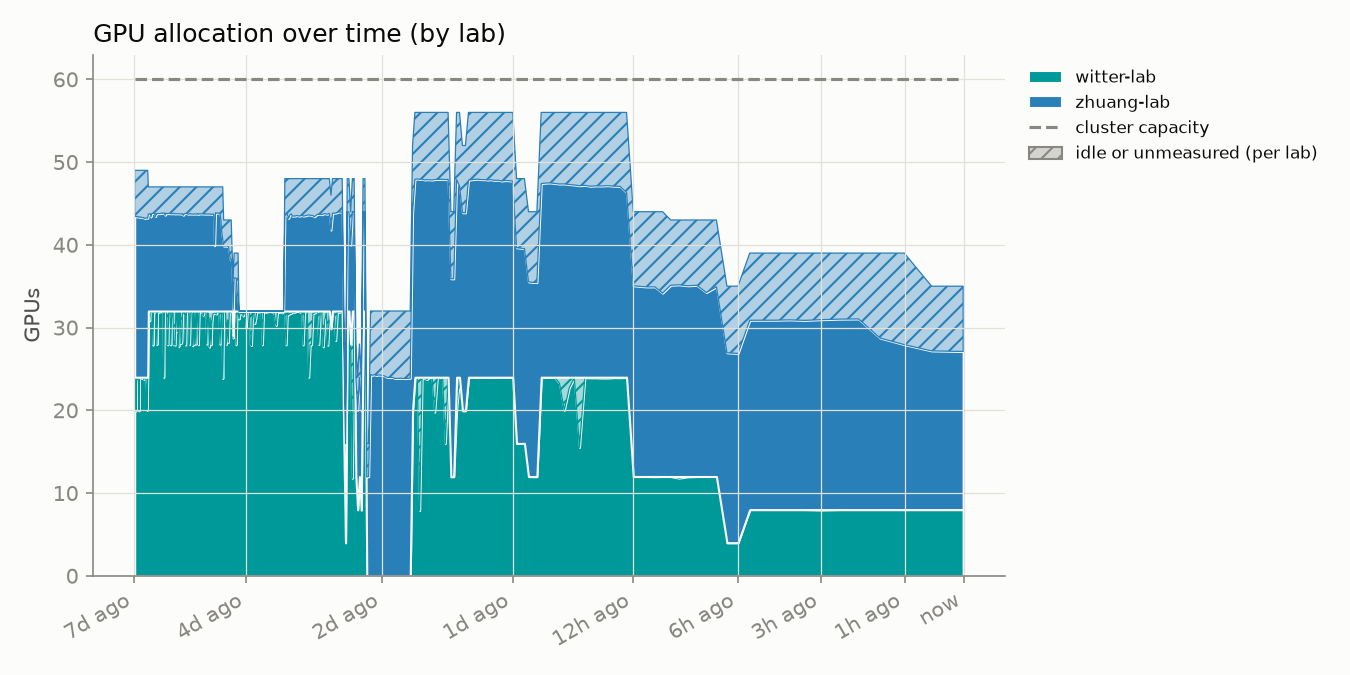 GPU allocation over time (by lab)
GPUs
60
50
40
30
20
10
0
7d ago
4d ago
2d ago
1d ago
12h ago
6h ago
3h ago
1h ago
now
witter-lab
zhuang-lab
cluster capacity
idle or unmeasured (per lab)